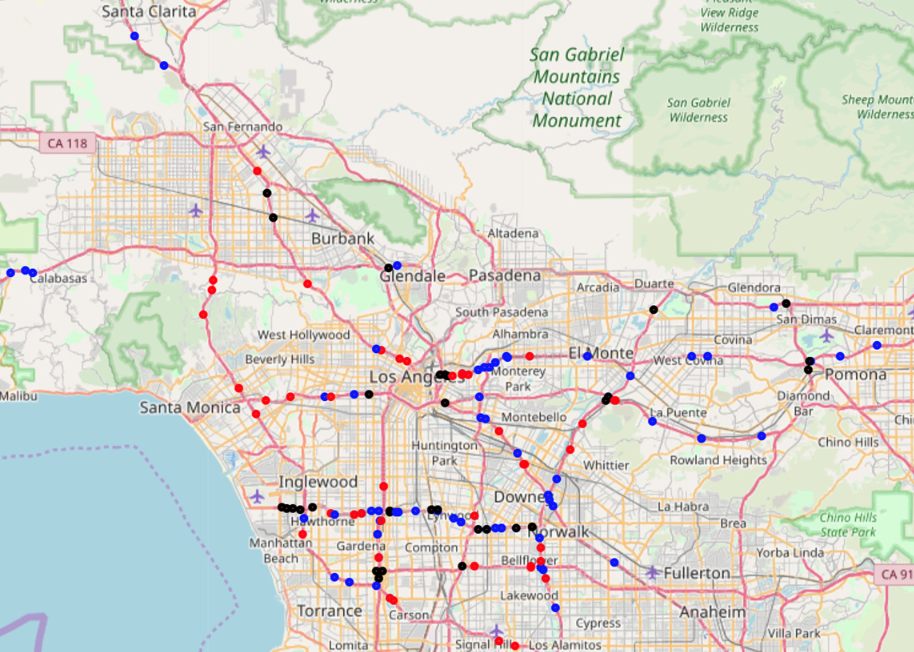 Santa Clarita
Wilderness
Pleasant
View Ridge
Wilderness
San Gabriel
Mountains
National
Monument
San Gabriel
Wilderness
Sheep Mount
Wilderness
San Fernando
CA 118
Burbank
Altadena
Calabasas
Glendale
Pasadena
Arcadia
Duarte
Glendora
South Pasadena
San Dimas
West Hollywood
Alhambra
Covina
Claremont
Beverly Hills
El Monte
West Covina
Los Angeles
Monterey
Park
Pomona
Malibu
Santa Monica
Diamond
Bar
Montebello
La Puente
Chino Hills
Chi
Huntington
Park
Whittier
Rowland Heights
Inglewood
Downey
La Habra
Hawthorne
Lynwood
Brea
Chino Hills
State Park
Norwalk
Manhattan
Beach
Gardena
Compton
Yorba Linda
Bellflower
Fullerton
CA 91
Lakewood
Torrance
Carson
Anaheim
Cypress
Villa Park
Lomita
Signal Hill
Los Alamitos